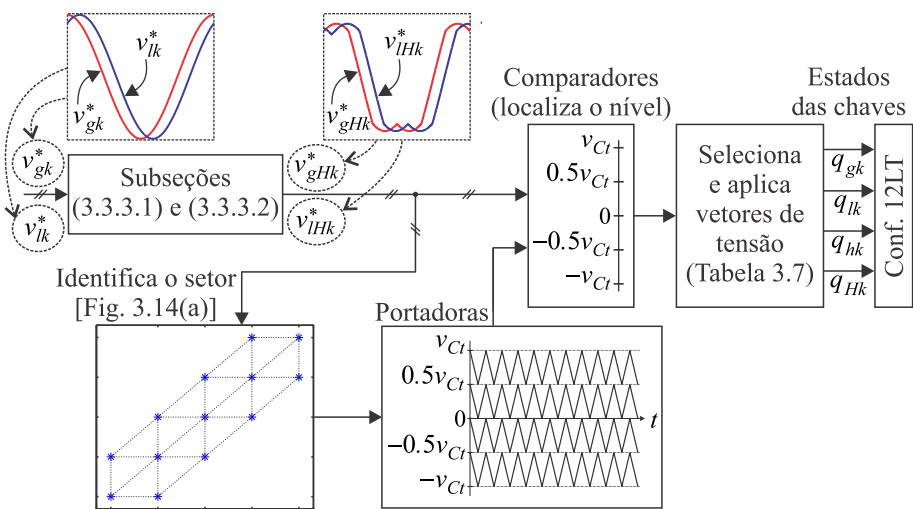 v*lk
v*gk
v*lHk
v*gHk
v*gk
v*lk
Subseções
(3.3.3.1) e (3.3.3.2)
v*gHk
v*lHk
Comparadores
(localiza o nível)
vCt
0.5vCt
0
−0.5vCt
−vCt
Seleciona
e aplica
vetores de
tensão
(Tabela 3.7)
Estados
das chaves
qgk
qlk
qhk
qHk
Conf. 12LT
Identifica o setor
[Fig. 3.14(a)]
Portadoras
vCt
0.5vCt
0
−0.5vCt
−vCt
t